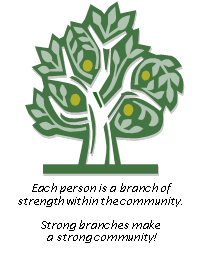 Each person is a branch of
strength within the community.
Strong branches make
a strong community!